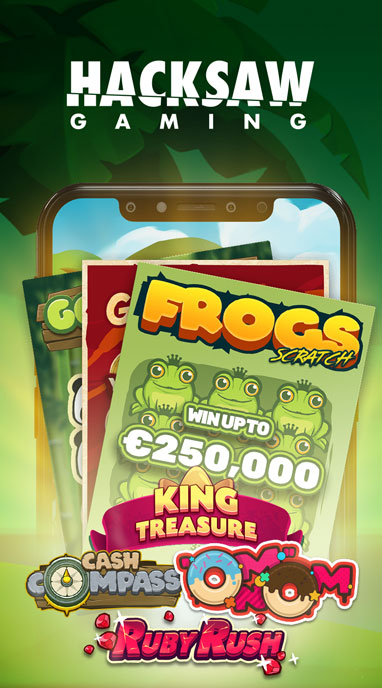 HACKSAW
GAMING
FROGS
SCRATCH
WIN UP TO
€250,000
KING
TREASURE
CASH
COMPASS
OM NOM
RUBY RUSH